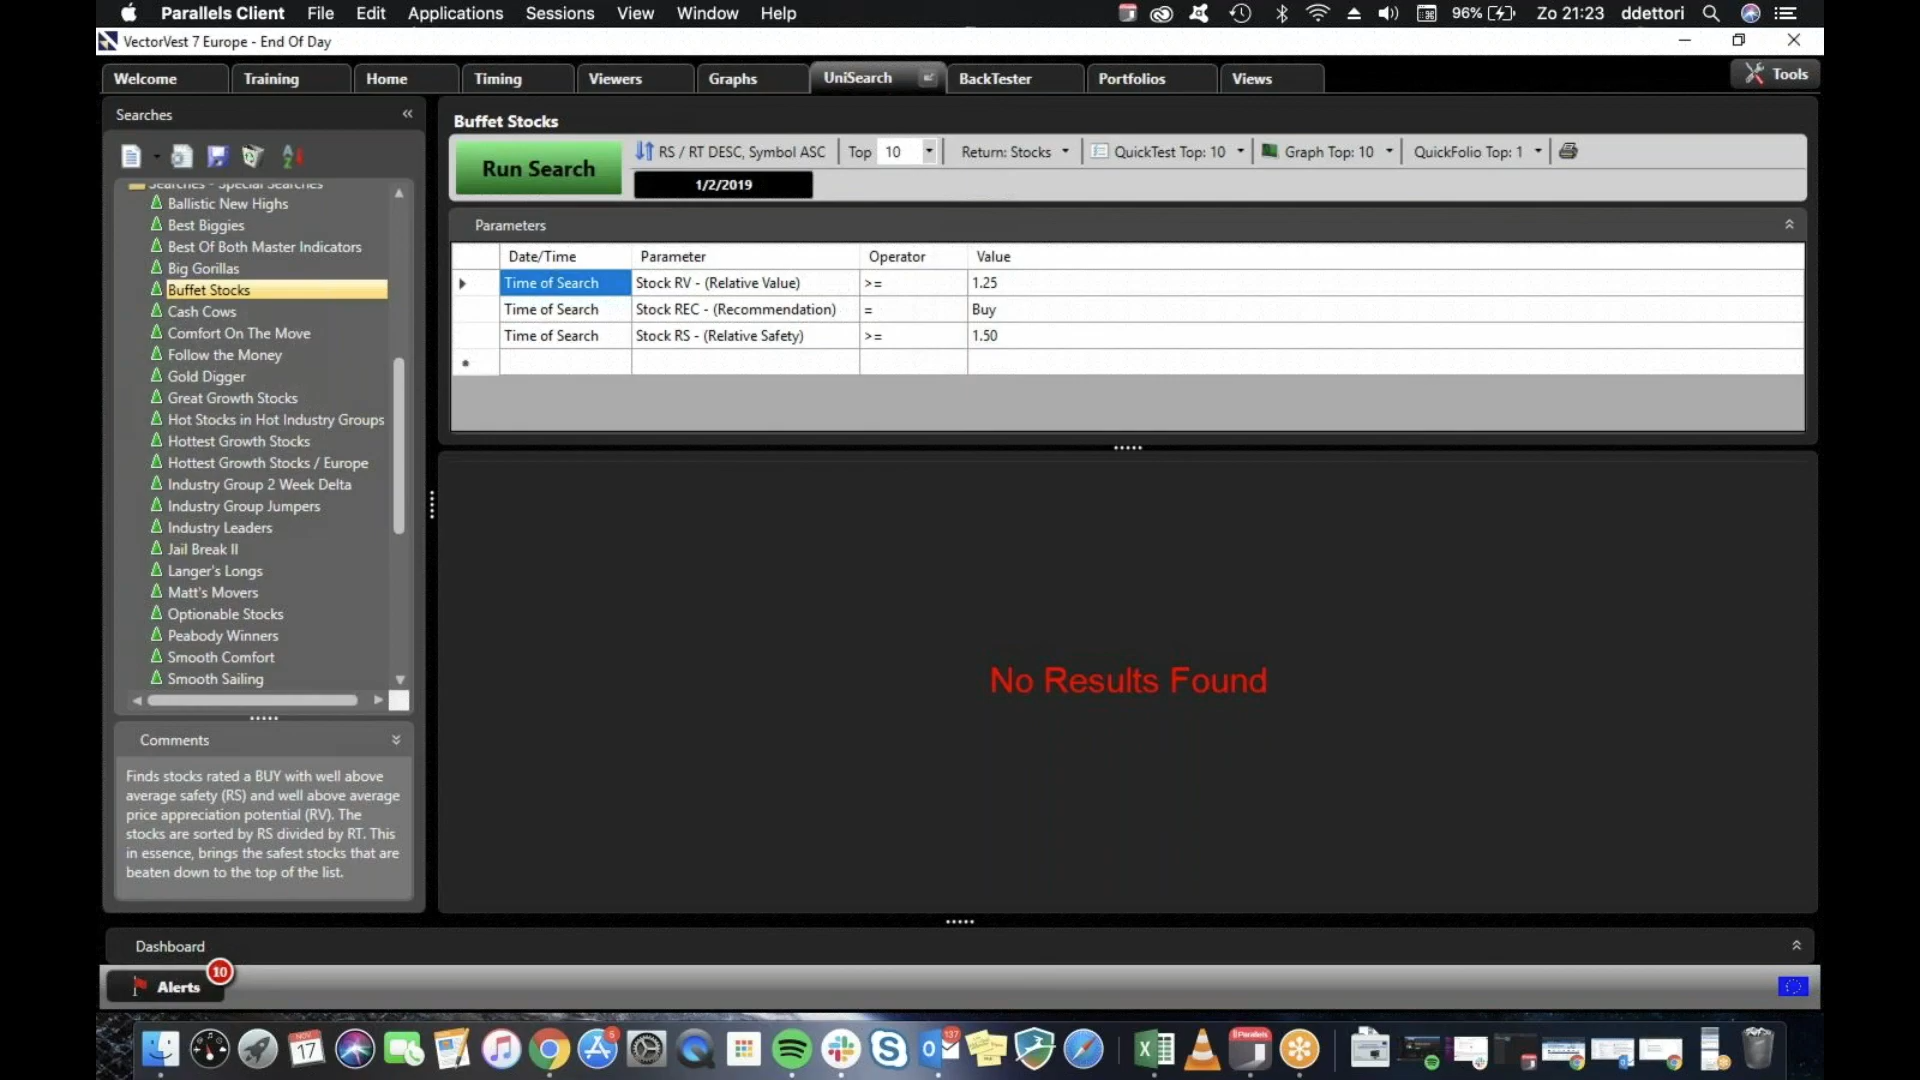 Parallels Client File Edit Applications Sessions View Window Help 96% Zo 21:23 ddettori
VectorVest 7 Europe - End Of Day
Welcome Training Home Timing Viewers Graphs UniSearch BackTester Portfolios Views Tools
Searches
Searches - Special Searches
Ballistic New Highs
Best Biggies
Best Of Both Master Indicators
Big Gorillas
Buffet Stocks
Cash Cows
Comfort On The Move
Follow the Money
Gold Digger
Great Growth Stocks
Hot Stocks in Hot Industry Groups
Hottest Growth Stocks
Hottest Growth Stocks / Europe
Industry Group 2 Week Delta
Industry Group Jumpers
Industry Leaders
Jail Break II
Langer's Longs
Matt's Movers
Optionable Stocks
Peabody Winners
Smooth Comfort
Smooth Sailing
Comments
Finds stocks rated a BUY with well above
average safety (RS) and well above average
price appreciation potential (RV). The
stocks are sorted by RS divided by RT. This
in essence, brings the safest stocks that are
beaten down to the top of the list.
Buffet Stocks
Run Search
RS / RT DESC, Symbol ASC Top 10 Return: Stocks QuickTest Top: 10 Graph Top: 10 QuickFolio Top: 1
1/2/2019
Parameters
Date/Time Parameter Operator Value
Time of Search Stock RV - (Relative Value) >= 1.25
Time of Search Stock REC - (Recommendation) = Buy
Time of Search Stock RS - (Relative Safety) >= 1.50
No Results Found
Dashboard
Alerts 10
NOV
17
6
137
Parallels